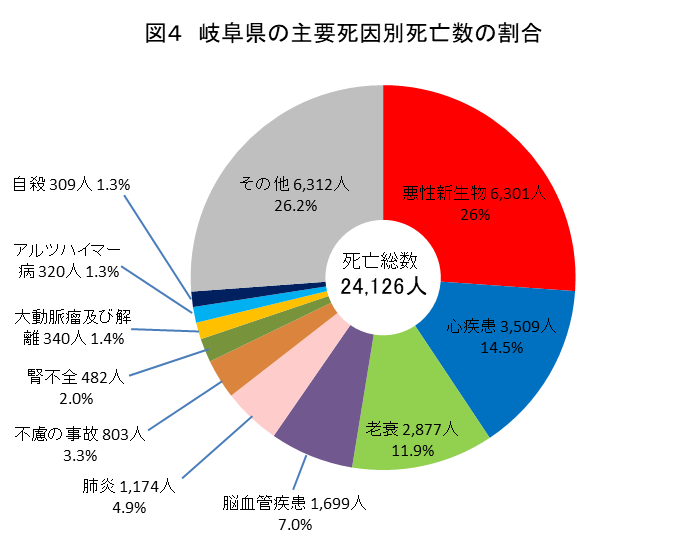 図４　岐阜県の主要死因別死亡数の割合
その他 6,312人
26.2%
悪性新生物 6,301人
26%
自殺 309人 1.3%
アルツハイマー
病 320人 1.3%
大動脈瘤及び解
離 340人 1.4%
腎不全 482人
2.0%
不慮の事故 803人
3.3%
肺炎 1,174人
4.9%
脳血管疾患 1,699人
7.0%
老衰 2,877人
11.9%
心疾患 3,509人
14.5%
死亡総数
24,126人